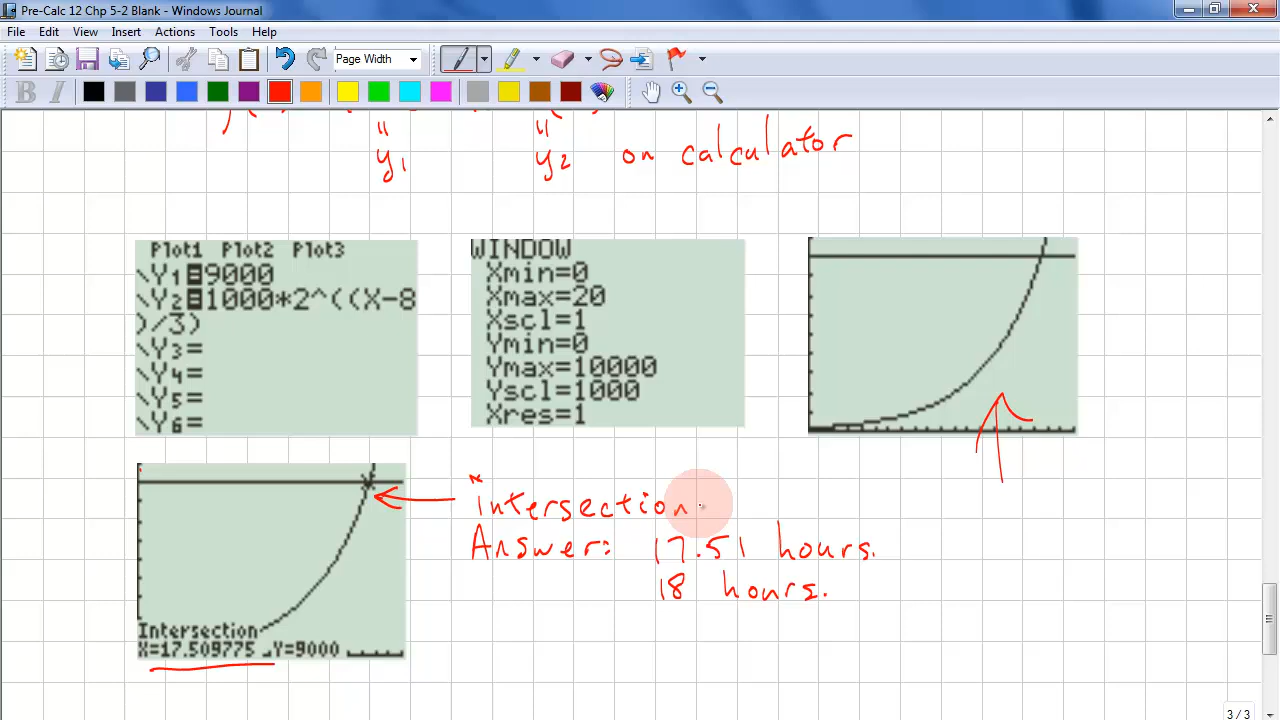 Pre-Calc 12 Chp 5-2 Blank - Windows Journal
File Edit View Insert Actions Tools Help
Page Width
B I
" "
y1 y2 on calculator
Plot1 Plot2 Plot3
\Y1=9000
\Y2=1000*2^((X-8
)/3)
\Y3=
\Y4=
\Y5=
\Y6=
WINDOW
Xmin=0
Xmax=20
Xscl=1
Ymin=0
Ymax=10000
Yscl=1000
Xres=1
Intersection
X=17.509775 Y=9000
*
Intersection
Answer: 17.51 hours.
18 hours.
3 / 3